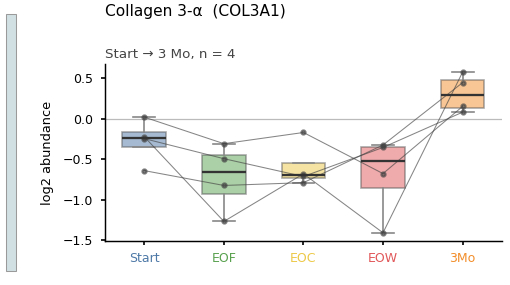 Collagen 3-α  (COL3A1)
Start → 3 Mo, n = 4
log2 abundance
0.5
0.0
−0.5
−1.0
−1.5
Start EOF EOC EOW 3Mo